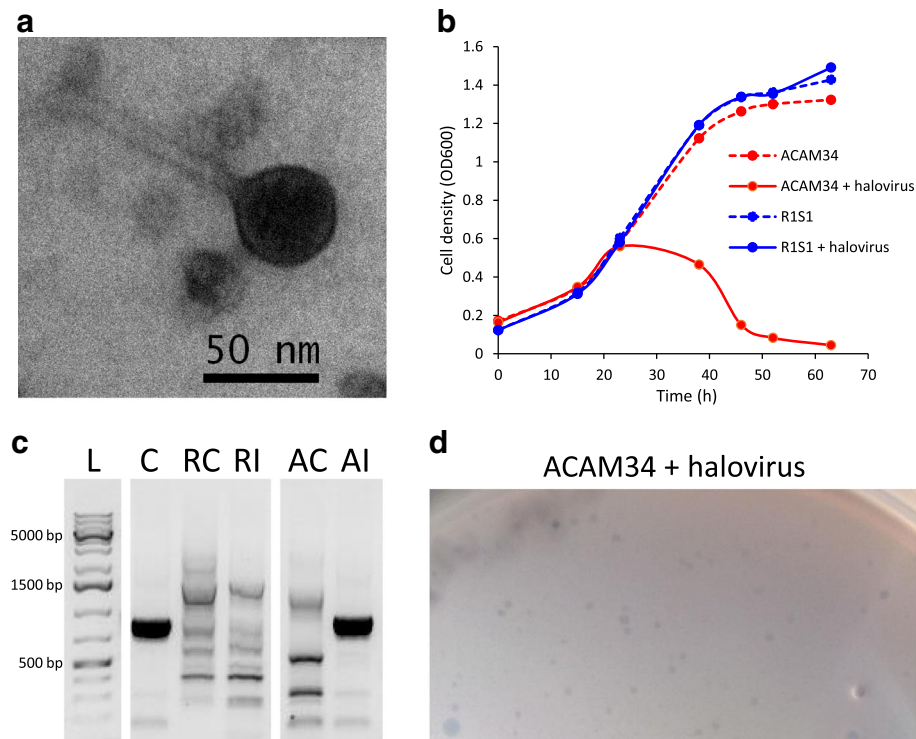 a
50 nm
b
Cell density (OD600)
1.6
1.4
1.2
1
0.8
0.6
0.4
0.2
0
0 10 20 30 40 50 60 70
Time (h)
ACAM34
ACAM34 + halovirus
R1S1
R1S1 + halovirus
c
L C RC RI AC AI
5000 bp
1500 bp
500 bp
d
ACAM34 + halovirus